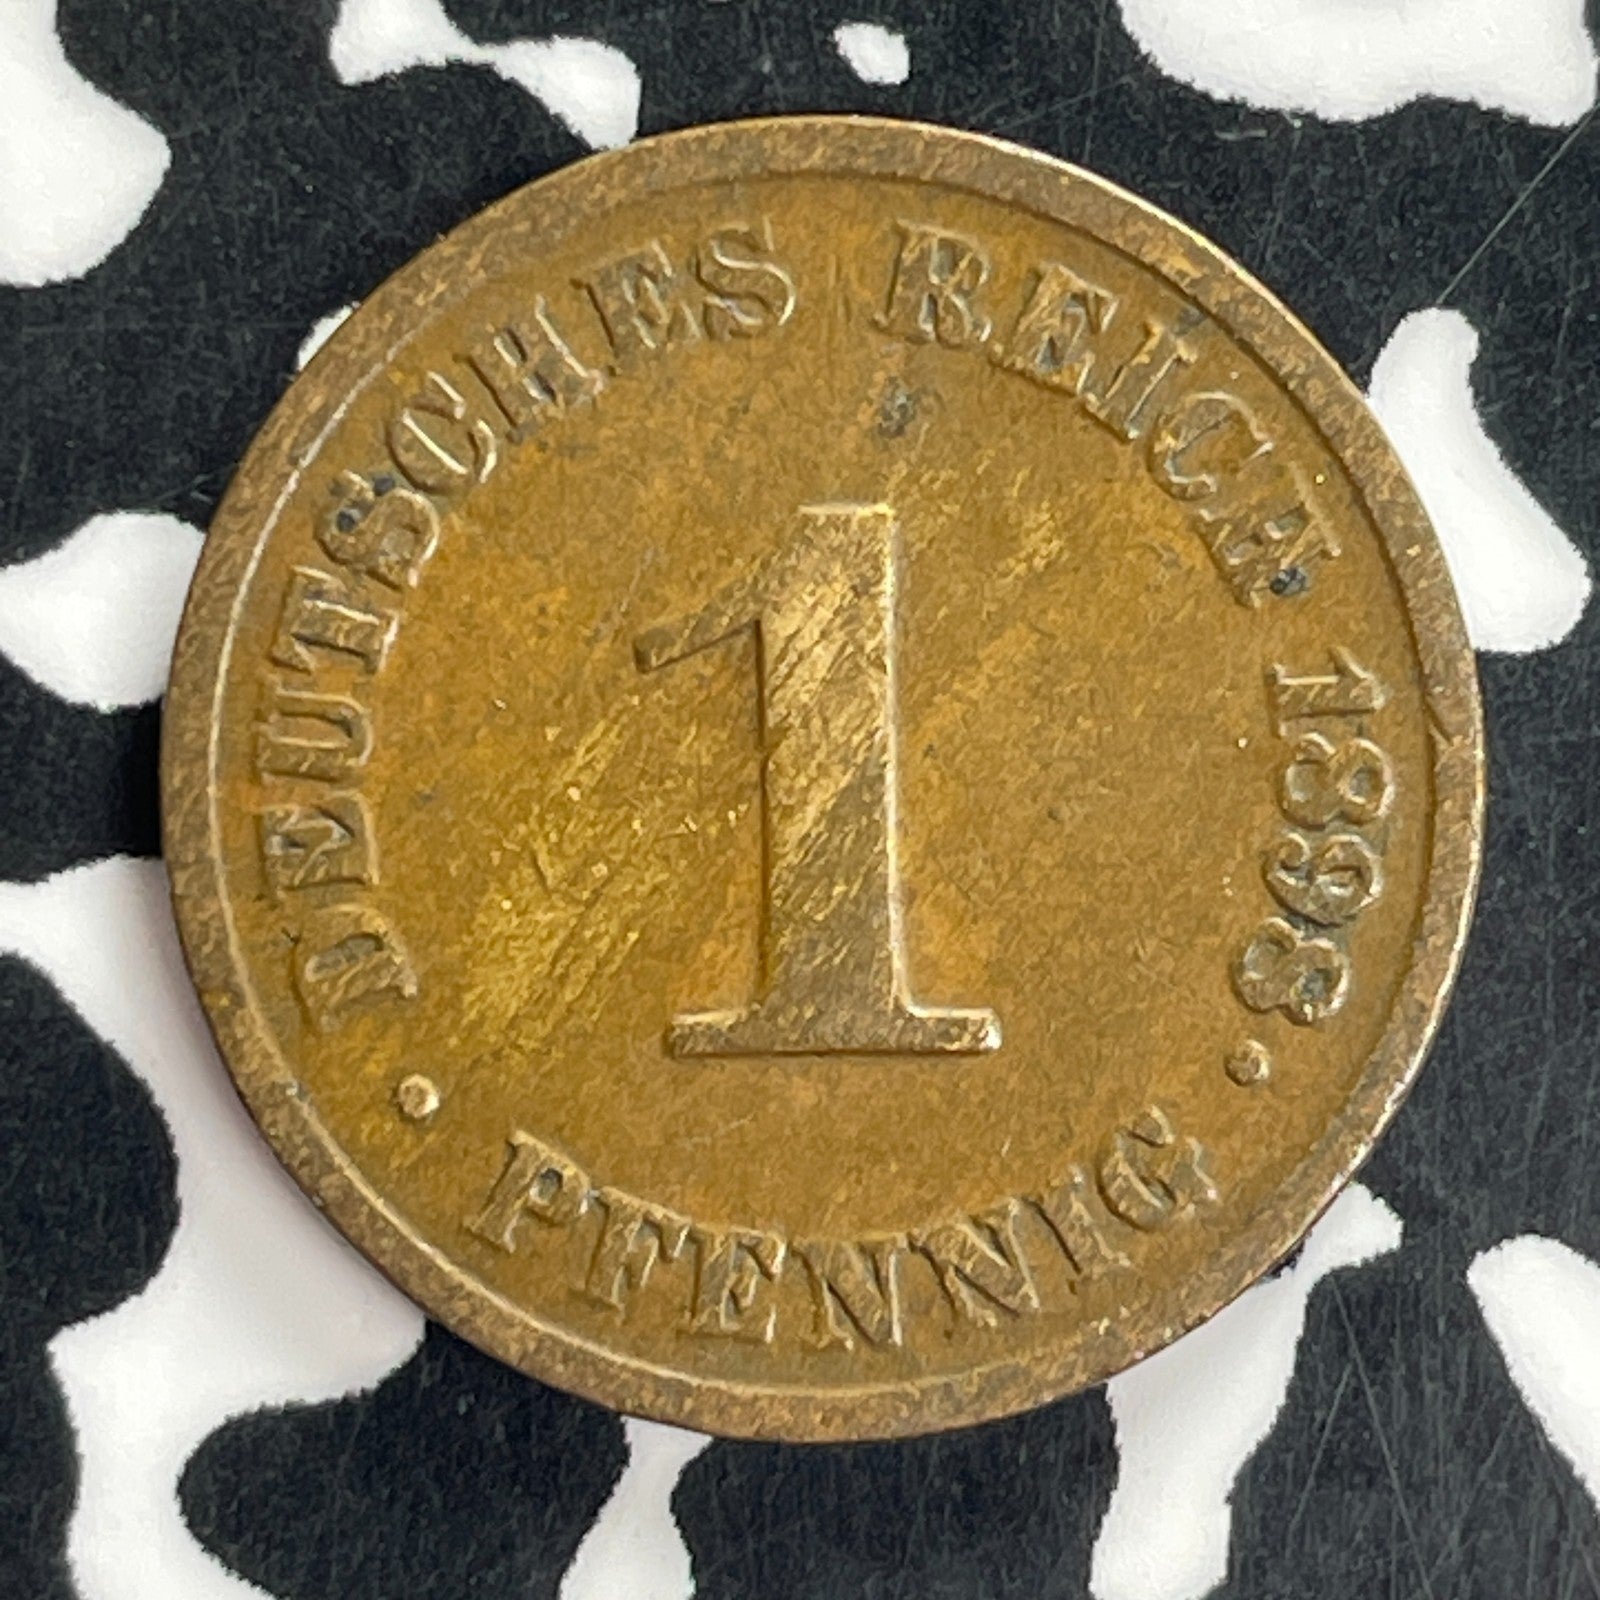 DEUTSCHES REICH 1898
1
• PFENNIG •